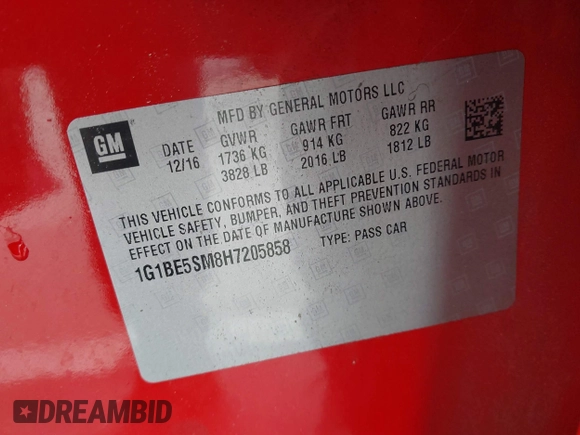 GM
MFD BY GENERAL MOTORS LLC
DATE GVWR GAWR FRT GAWR RR
12/16 1736 KG 914 KG 822 KG
3828 LB 2016 LB 1812 LB
THIS VEHICLE CONFORMS TO ALL APPLICABLE U.S. FEDERAL MOTOR
VEHICLE SAFETY, BUMPER, AND THEFT PREVENTION STANDARDS IN
EFFECT ON THE DATE OF MANUFACTURE SHOWN ABOVE.
1G1BE5SM8H7205858 TYPE: PASS CAR
DREAMBID